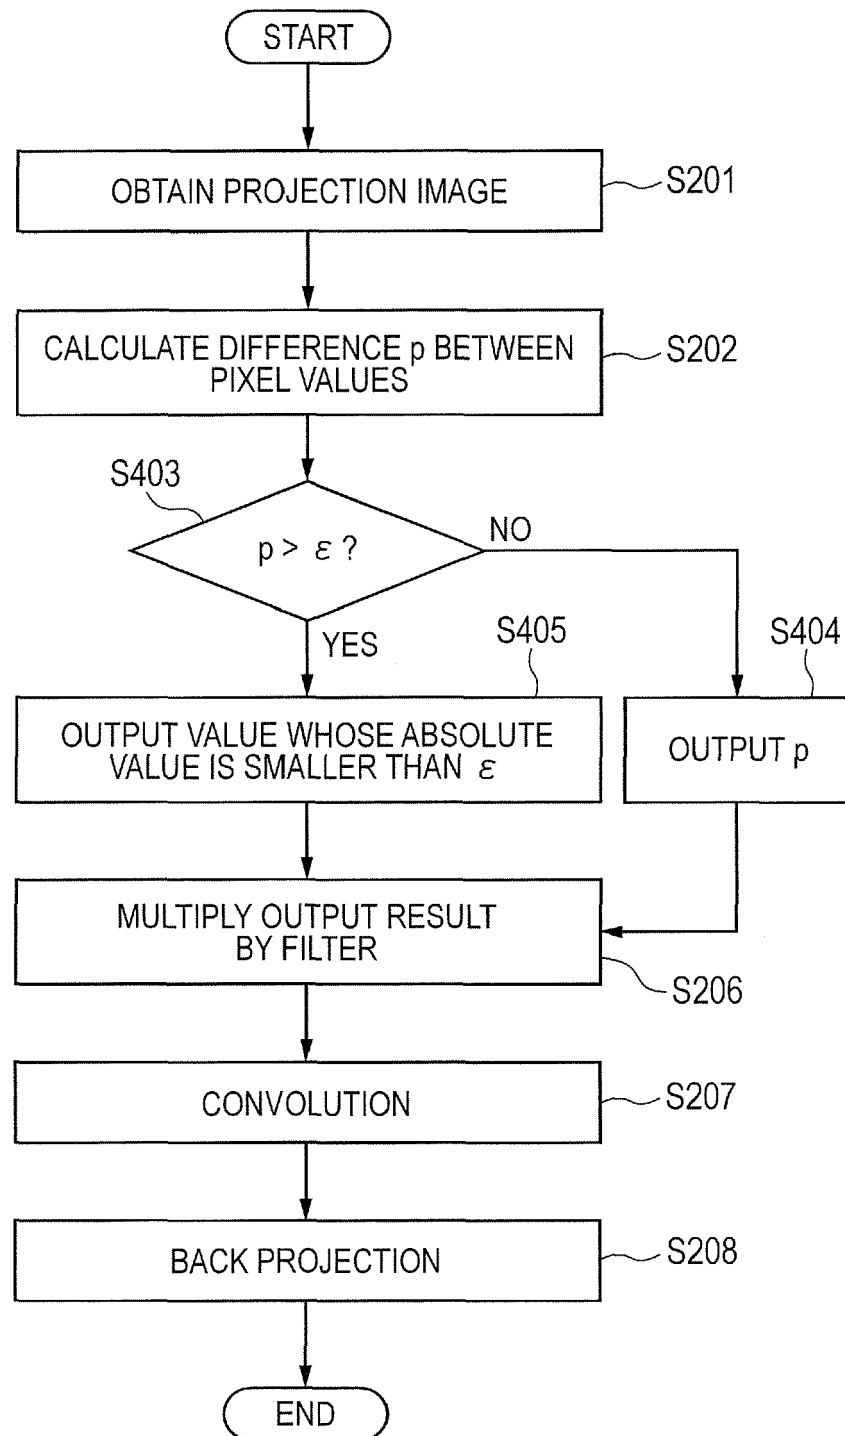 START
OBTAIN PROJECTION IMAGE
S201
CALCULATE DIFFERENCE p BETWEEN
PIXEL VALUES
S202
S403
p > ε ?
NO
YES
S405
S404
OUTPUT VALUE WHOSE ABSOLUTE
VALUE IS SMALLER THAN ε
OUTPUT p
MULTIPLY OUTPUT RESULT
BY FILTER
S206
CONVOLUTION
S207
BACK PROJECTION
S208
END